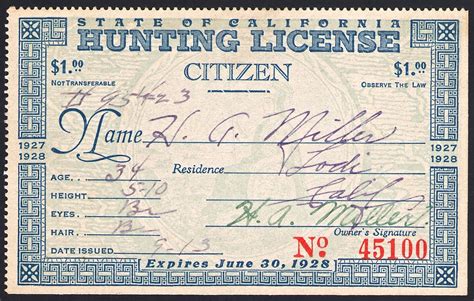 STATE OF CALIFORNIA
HUNTING LICENSE
$1.00 CITIZEN $1.00
NOT TRANSFERABLE OBSERVE THE LAW
# 95423
Name H. A. Miller
1927 1928 Residence Lodi 1927 1928
AGE 34 Calif
HEIGHT 5-10
EYES: Br H. A. Miller
HAIR: Br Owner's Signature
DATE ISSUED 9-13 No. 45100
Expires June 30, 1928